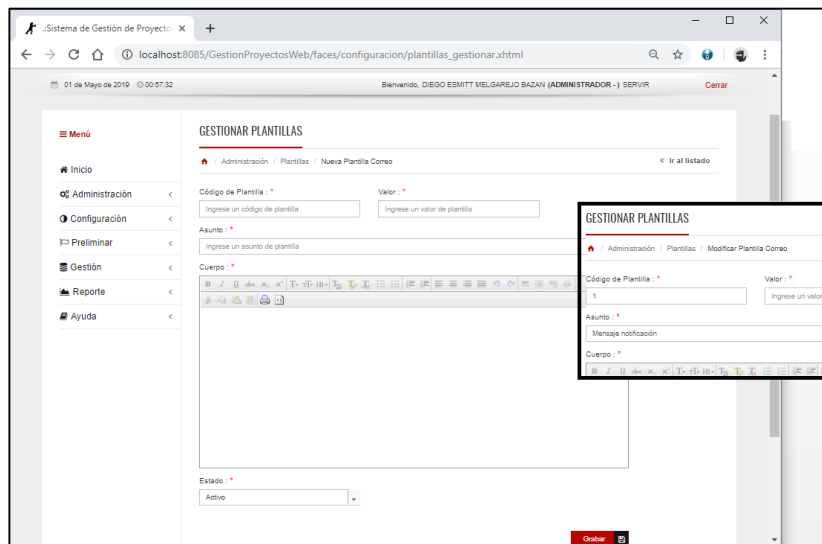 .:Sistema de Gestión de Proyecto
localhost:8085/GestionProyectosWeb/faces/configuracion/plantillas_gestionar.xhtml
01 de Mayo de 2019 00:57:32
Bienvenido, DIEGO ESMITT MELGAREJO BAZAN (ADMINISTRADOR - ) SERVIR
Cerrar
Menú
Inicio
Administración
Configuración
Preliminar
Gestión
Reporte
Ayuda
GESTIONAR PLANTILLAS
/ Administración / Plantillas / Nueva Plantilla Correo
« Ir al listado
Código de Plantilla : * Valor : *
Ingrese un código de plantilla Ingrese un valor de plantilla
Asunto : *
Ingrese un asunto de plantilla
Cuerpo : *
Estado : *
Activo
Grabar
GESTIONAR PLANTILLAS
/ Administración / Plantillas / Modificar Plantilla Correo
Código de Plantilla : * Valor : *
1 Ingrese un valor
Asunto : *
Mensaje notificación
Cuerpo : *